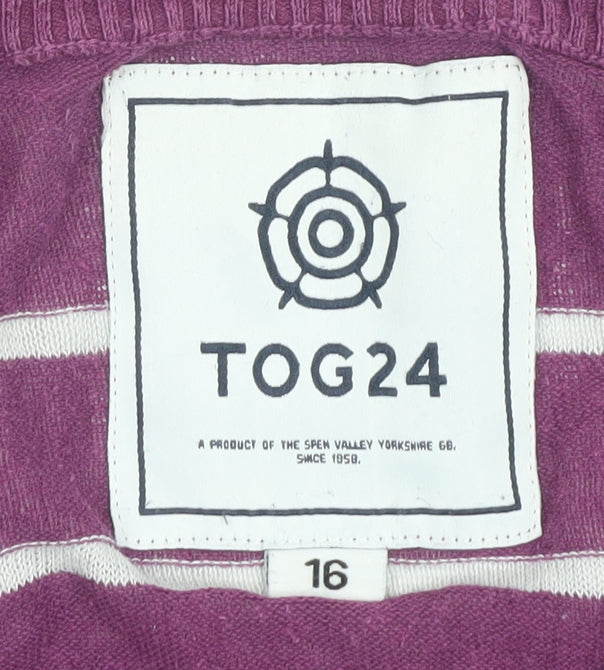 TOG24
A PRODUCT OF THE SPEN VALLEY YORKSHIRE GB.
SINCE 1958.
16